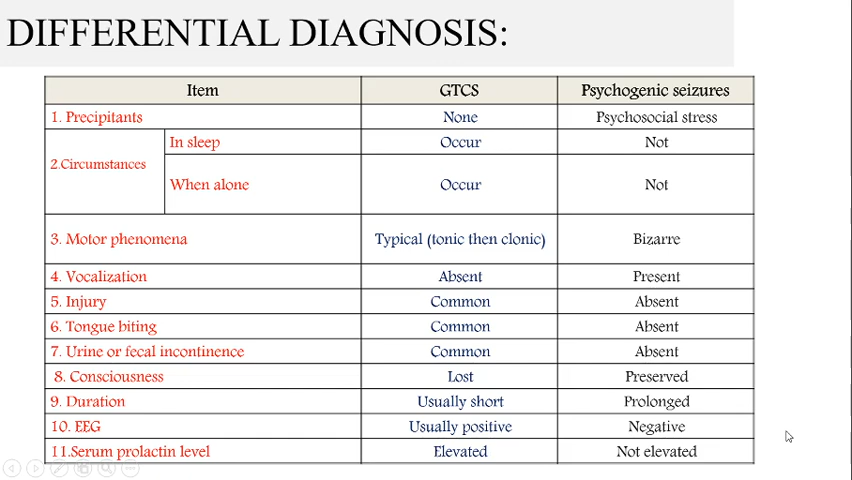 DIFFERENTIAL DIAGNOSIS:
Item GTCS Psychogenic seizures
1. Precipitants None Psychosocial stress
2.Circumstances In sleep Occur Not
When alone Occur Not
3. Motor phenomena Typical (tonic then clonic) Bizarre
4. Vocalization Absent Present
5. Injury Common Absent
6. Tongue biting Common Absent
7. Urine or fecal incontinence Common Absent
8. Consciousness Lost Preserved
9. Duration Usually short Prolonged
10. EEG Usually positive Negative
11.Serum prolactin level Elevated Not elevated